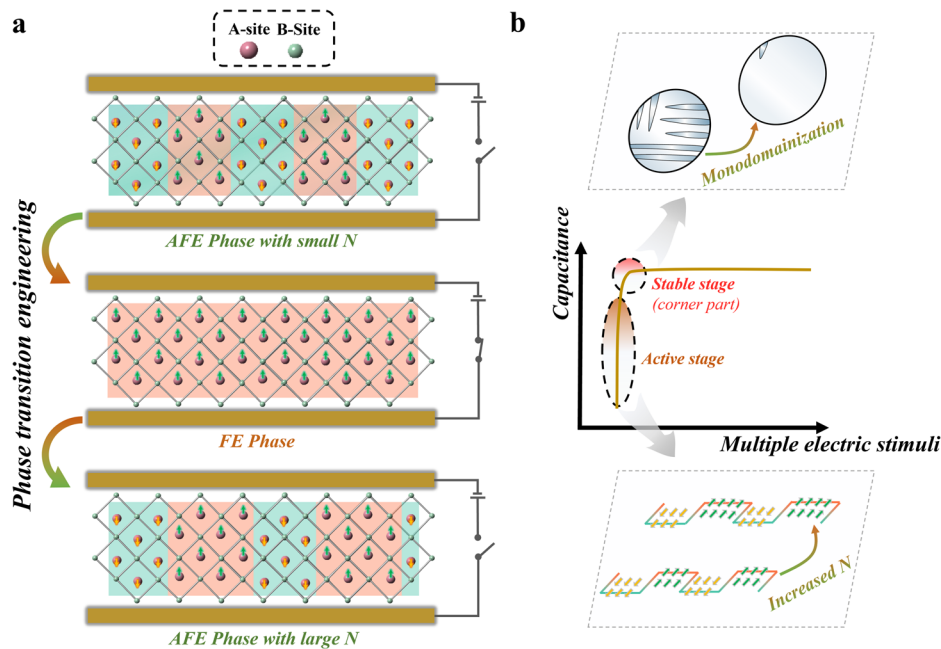 a
A-site B-Site
AFE Phase with small N
Phase transition engineering
FE Phase
AFE Phase with large N
b
Monodomainization
Capacitance
Stable stage
(corner part)
Active stage
Multiple electric stimuli
Increased N